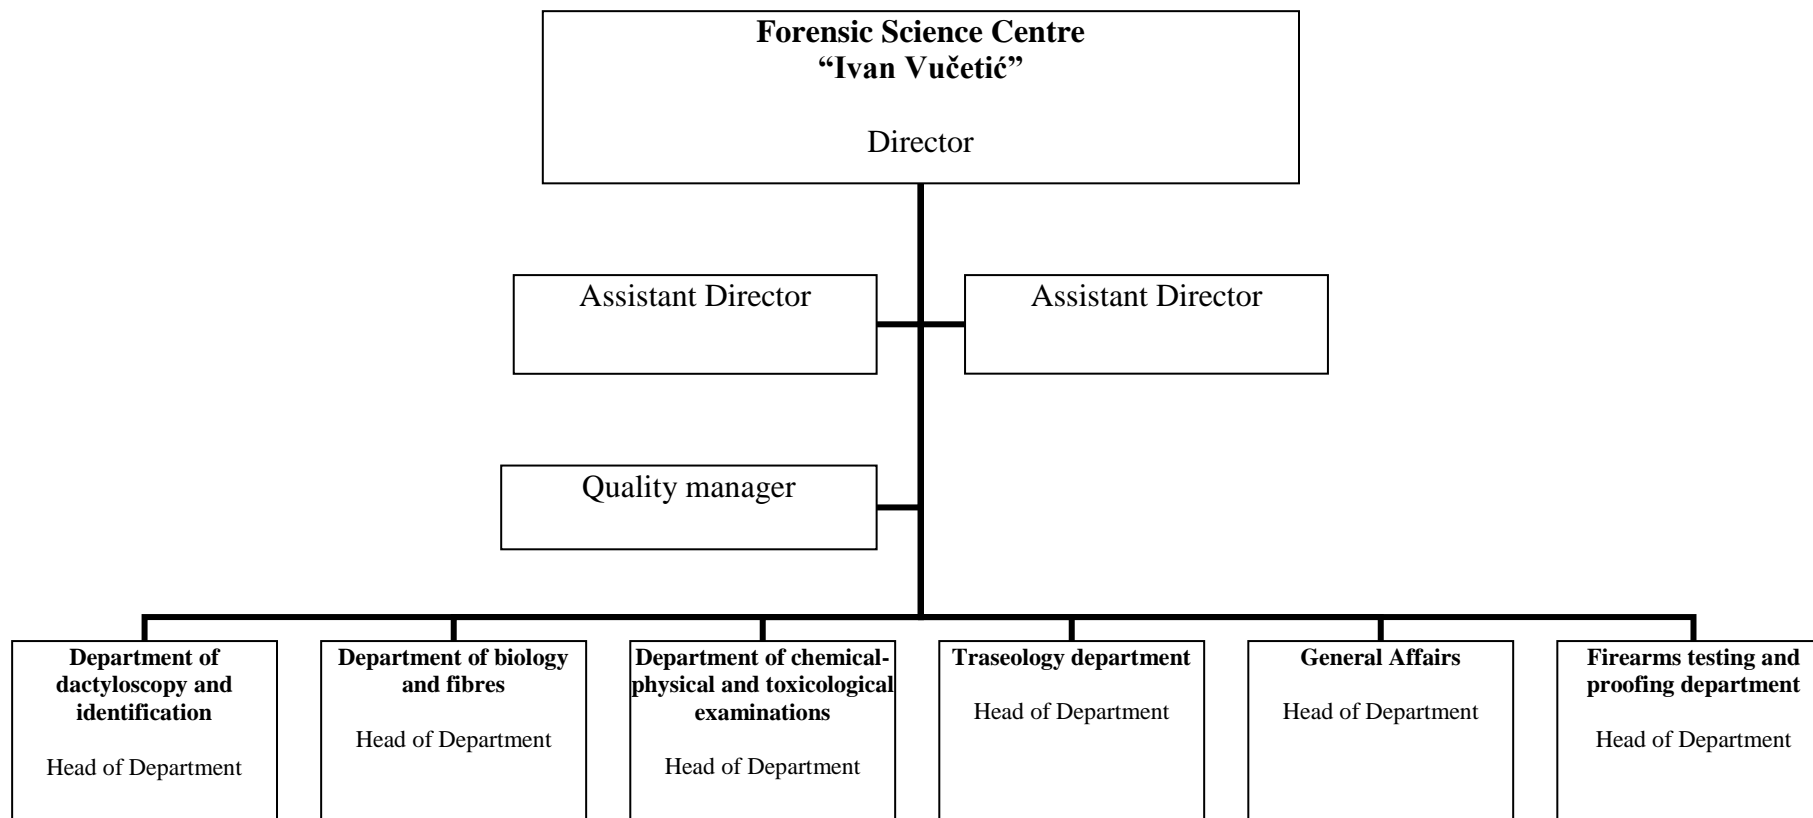 Forensic Science Centre
“Ivan Vučetić”
Director
Assistant Director
Assistant Director
Quality manager
Department of
dactyloscopy and
identification
Head of Department
Department of biology
and fibres
Head of Department
Department of chemical-
physical and toxicological
examinations
Head of Department
Traseology department
Head of Department
General Affairs
Head of Department
Firearms testing and
proofing department
Head of Department